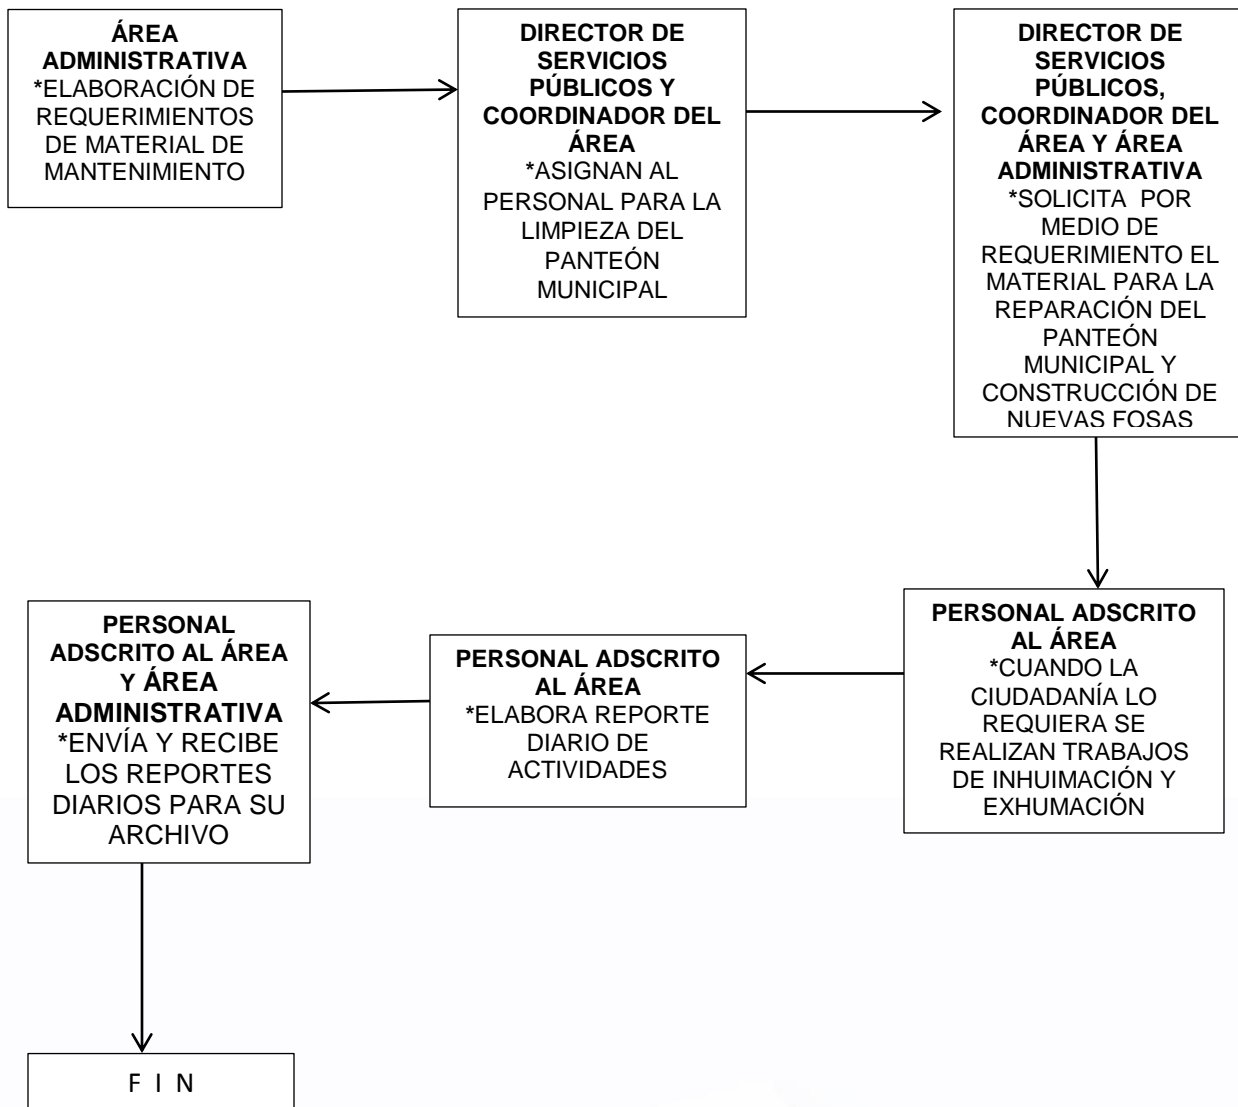 ÁREA
ADMINISTRATIVA
*ELABORACIÓN DE
REQUERIMIENTOS
DE MATERIAL DE
MANTENIMIENTO
DIRECTOR DE
SERVICIOS
PÚBLICOS Y
COORDINADOR DEL
ÁREA
*ASIGNAN AL
PERSONAL PARA LA
LIMPIEZA DEL
PANTEÓN
MUNICIPAL
DIRECTOR DE
SERVICIOS
PÚBLICOS,
COORDINADOR DEL
ÁREA Y ÁREA
ADMINISTRATIVA
*SOLICITA POR
MEDIO DE
REQUERIMIENTO EL
MATERIAL PARA LA
REPARACIÓN DEL
PANTEÓN
MUNICIPAL Y
CONSTRUCCIÓN DE
NUEVAS FOSAS
PERSONAL ADSCRITO
AL ÁREA
*CUANDO LA
CIUDADANÍA LO
REQUIERA SE
REALIZAN TRABAJOS
DE INHUIMACIÓN Y
EXHUMACIÓN
PERSONAL ADSCRITO
AL ÁREA
*ELABORA REPORTE
DIARIO DE
ACTIVIDADES
PERSONAL
ADSCRITO AL ÁREA
Y ÁREA
ADMINISTRATIVA
*ENVÍA Y RECIBE
LOS REPORTES
DIARIOS PARA SU
ARCHIVO
F I N